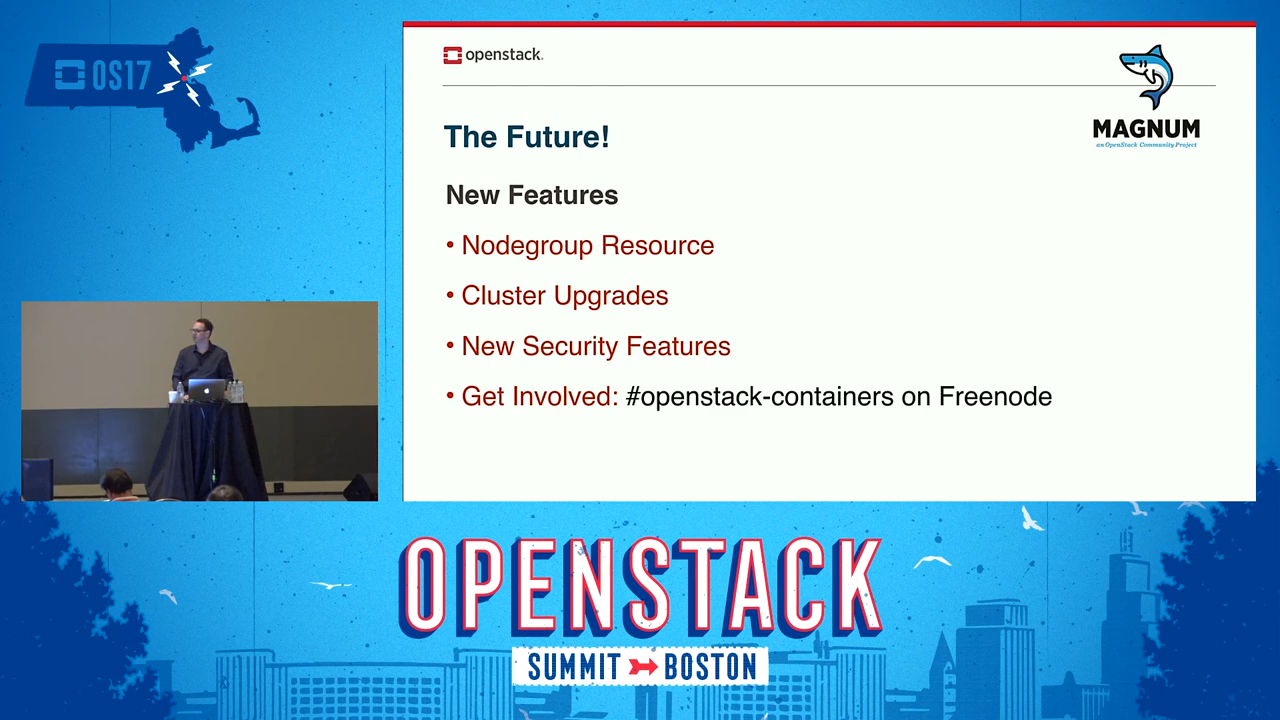 OS17
openstack.
MAGNUM
an OpenStack Community Project
The Future!
New Features
• Nodegroup Resource
• Cluster Upgrades
• New Security Features
• Get Involved: #openstack-containers on Freenode
OPENSTACK
SUMMIT BOSTON